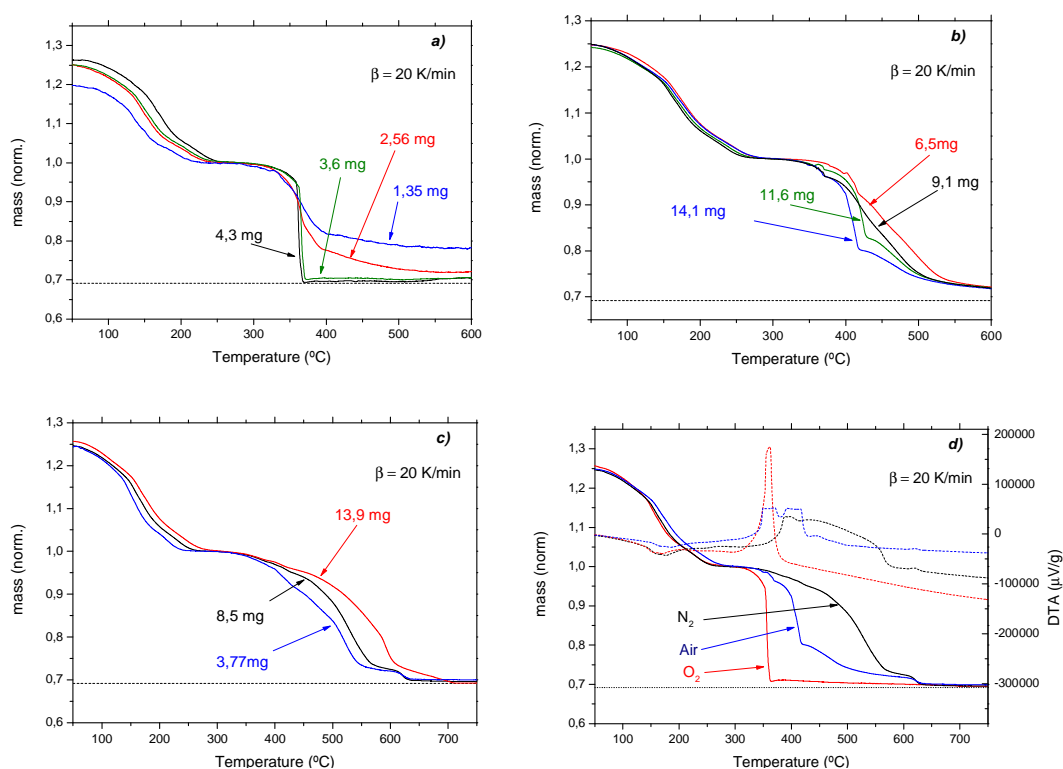 a)
β = 20 K/min
2,56 mg
3,6 mg
1,35 mg
4,3 mg
1,3
1,2
1,1
1,0
0,9
0,8
0,7
0,6
mass (norm.)
100 200 300 400 500 600
Temperature (ºC)
b)
β = 20 K/min
6,5mg
9,1 mg
11,6 mg
14,1 mg
1,3
1,2
1,1
1,0
0,9
0,8
0,7
mass (norm.)
100 200 300 400 500 600
Temperature (ºC)
c)
β = 20 K/min
13,9 mg
8,5 mg
3,77mg
1,3
1,2
1,1
1,0
0,9
0,8
0,7
0,6
mass (norm.)
100 200 300 400 500 600 700
Temperature (ºC)
d)
β = 20 K/min
N2
Air
O2
1,3
1,2
1,1
1,0
0,9
0,8
0,7
0,6
mass (norm)
200000
100000
0
-100000
-200000
-300000
DTA (µV/g)
100 200 300 400 500 600 700
Temperature (ºC)